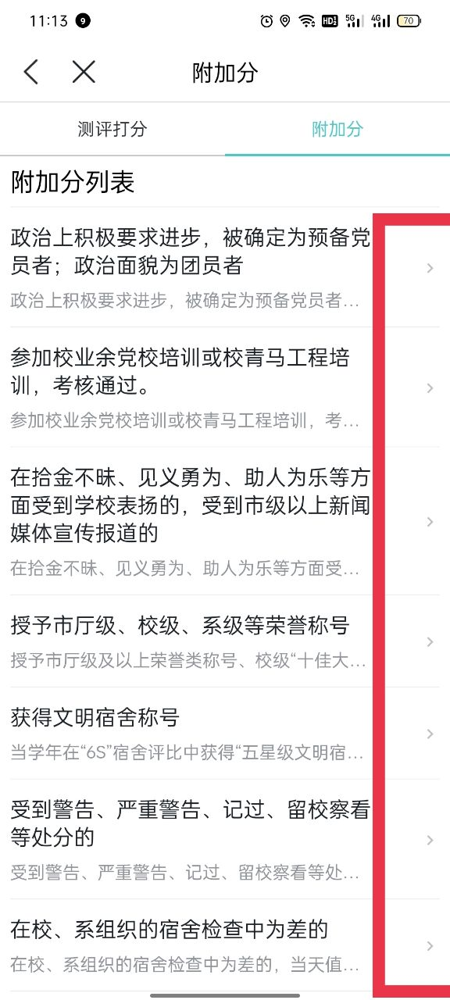 11:13 9 HD2 5G 4G 70
附加分
测评打分 附加分
附加分列表
政治上积极要求进步，被确定为预备党
员者；政治面貌为团员者
政治上积极要求进步，被确定为预备党员者...
参加校业余党校培训或校青马工程培
训，考核通过。
参加校业余党校培训或校青马工程培训，考...
在拾金不昧、见义勇为、助人为乐等方
面受到学校表扬的，受到市级以上新闻
媒体宣传报道的
在拾金不昧、见义勇为、助人为乐等方面受...
授予市厅级、校级、系级等荣誉称号
授予市厅级及以上荣誉类称号、校级“十佳大...
获得文明宿舍称号
当学年在“6S”宿舍评比中获得“五星级文明宿...
受到警告、严重警告、记过、留校察看
等处分的
受到警告、严重警告、记过、留校察看等处...
在校、系组织的宿舍检查中为差的
在校、系组织的宿舍检查中为差的，当天值...